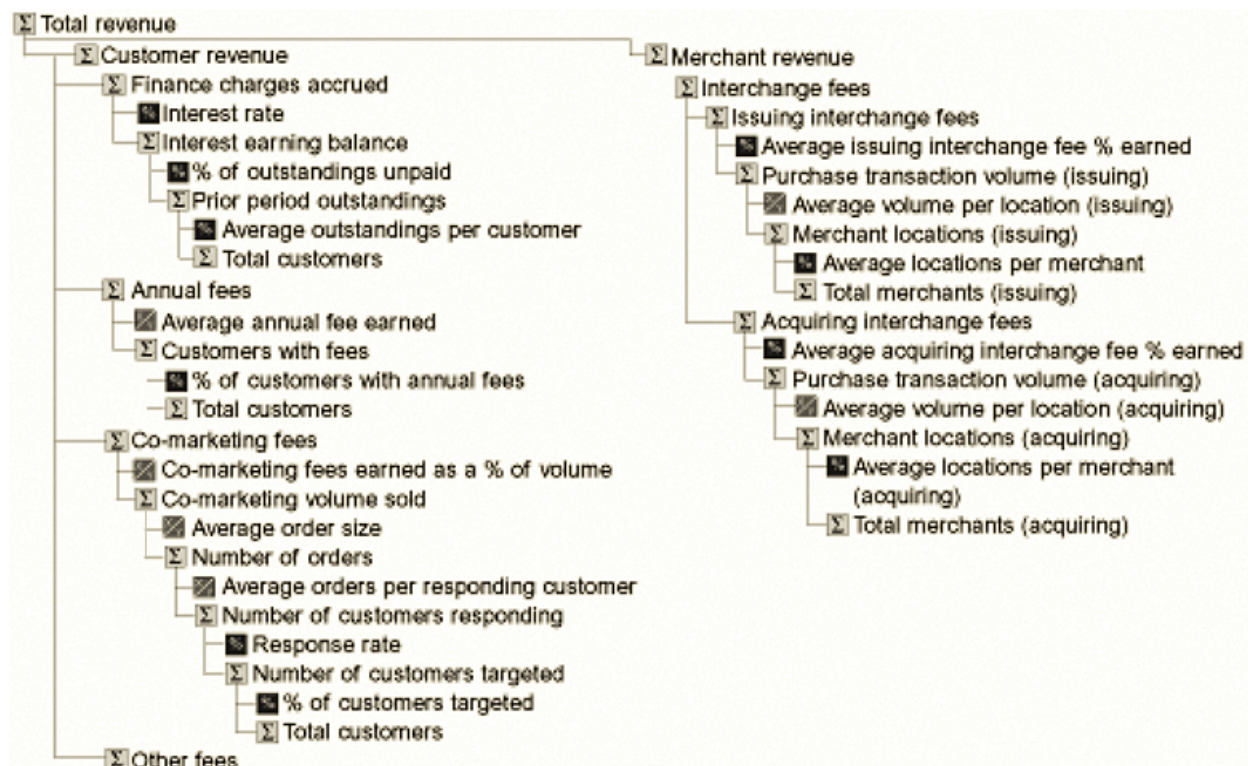 Σ Total revenue
Σ Customer revenue
Σ Finance charges accrued
% Interest rate
Σ Interest earning balance
% % of outstandings unpaid
Σ Prior period outstandings
% Average outstandings per customer
Σ Total customers
Σ Annual fees
Average annual fee earned
Σ Customers with fees
% % of customers with annual fees
Σ Total customers
Σ Co-marketing fees
Co-marketing fees earned as a % of volume
Σ Co-marketing volume sold
Average order size
Σ Number of orders
Average orders per responding customer
Σ Number of customers responding
% Response rate
Σ Number of customers targeted
% % of customers targeted
Σ Total customers
Σ Other fees
Σ Merchant revenue
Σ Interchange fees
Σ Issuing interchange fees
% Average issuing interchange fee % earned
Σ Purchase transaction volume (issuing)
Average volume per location (issuing)
Σ Merchant locations (issuing)
% Average locations per merchant
Σ Total merchants (issuing)
Σ Acquiring interchange fees
% Average acquiring interchange fee % earned
Σ Purchase transaction volume (acquiring)
Average volume per location (acquiring)
Σ Merchant locations (acquiring)
% Average locations per merchant
(acquiring)
Σ Total merchants (acquiring)